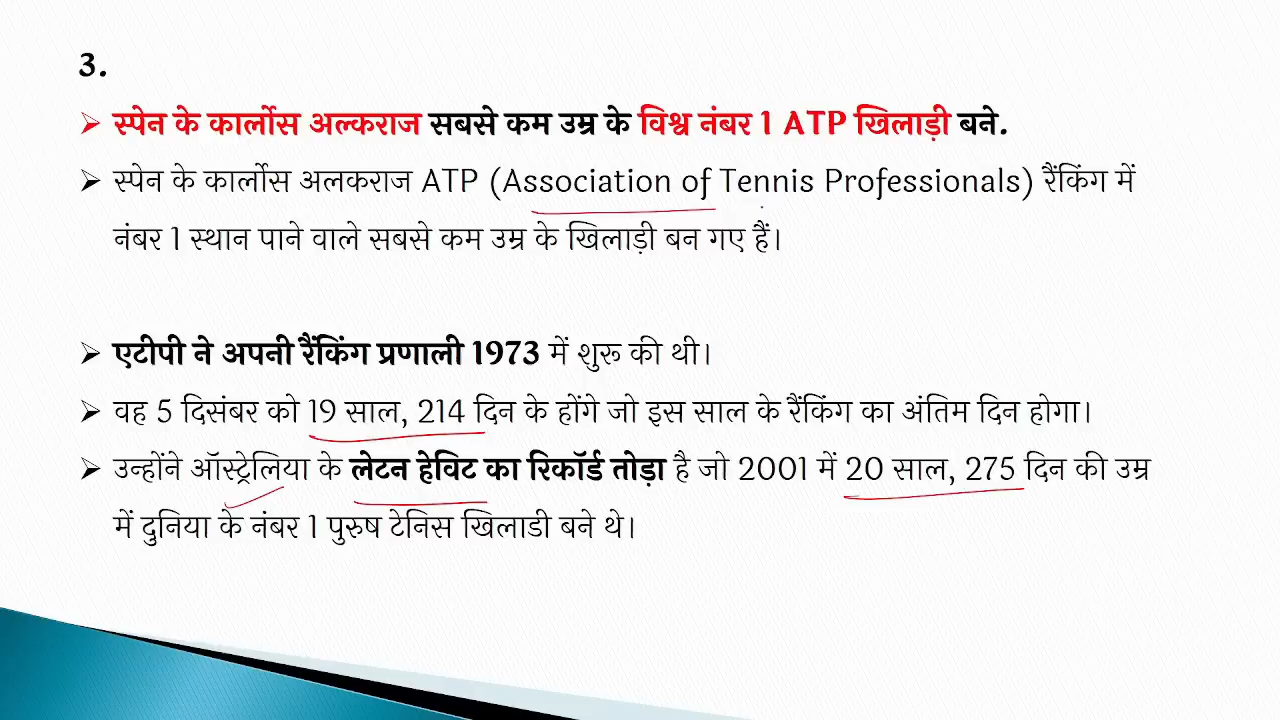 3.
➢ स्पेन के कार्लोस अल्कराज सबसे कम उम्र के विश्व नंबर 1 ATP खिलाड़ी बने.
➢ स्पेन के कार्लोस अलकराज ATP (Association of Tennis Professionals) रैंकिंग में
नंबर 1 स्थान पाने वाले सबसे कम उम्र के खिलाड़ी बन गए हैं।
➢ एटीपी ने अपनी रैंकिंग प्रणाली 1973 में शुरू की थी।
➢ वह 5 दिसंबर को 19 साल, 214 दिन के होंगे जो इस साल के रैंकिंग का अंतिम दिन होगा।
➢ उन्होंने ऑस्ट्रेलिया के लेटन हेविट का रिकॉर्ड तोड़ा है जो 2001 में 20 साल, 275 दिन की उम्र
में दुनिया के नंबर 1 पुरुष टेनिस खिलाडी बने थे।